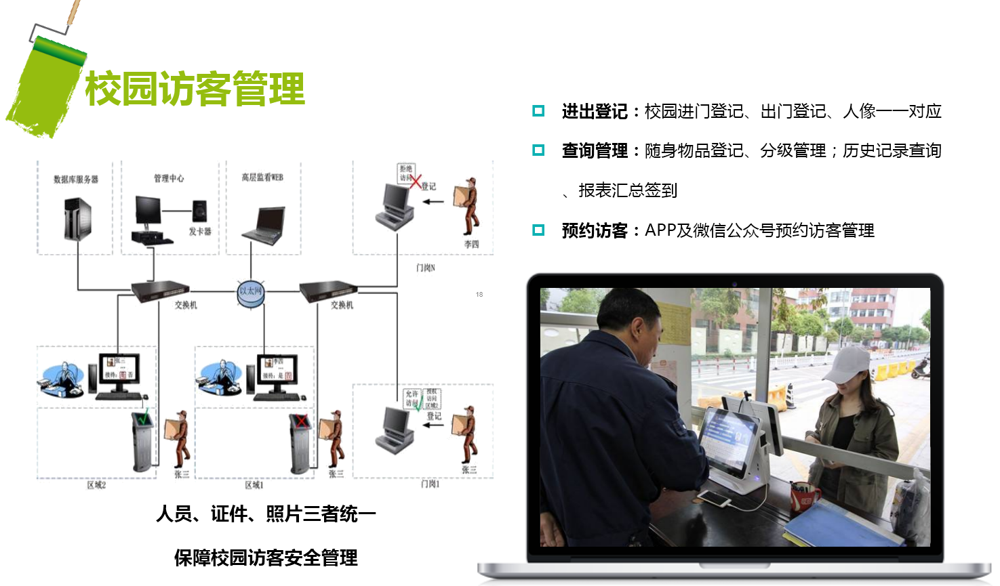 校园访客管理
进出登记：校园进门登记、出门登记、人像一一对应
查询管理：随身物品登记、分级管理；历史记录查询
、报表汇总签到
预约访客：APP及微信公众号预约访客管理
数据库服务器
管理中心
发卡器
高层监看WEB
拒绝
访问
登记
李四
门岗N
交换机
以太网
交换机
18
张三
...
接待：是 否
李四
...
接待：是 否
允许
访问
授权
访问
区域2
登记
张三
张三
张三
区域2
区域1
门岗1
人员、证件、照片三者统一
保障校园访客安全管理